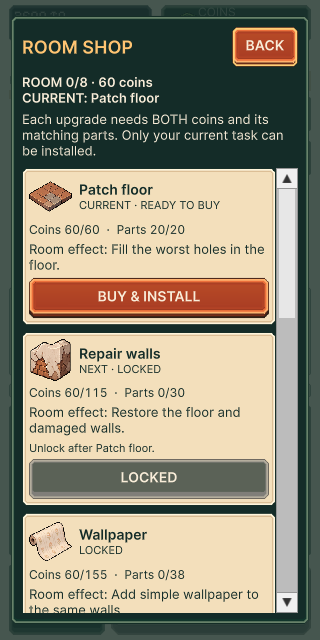 ROOM SHOP
BACK
ROOM 0/8 · 60 coins
CURRENT: Patch floor
Each upgrade needs BOTH coins and its
matching parts. Only your current task can
be installed.
Patch floor
CURRENT · READY TO BUY
Coins 60/60 · Parts 20/20
Room effect: Fill the worst holes in the
floor.
BUY & INSTALL
Repair walls
NEXT · LOCKED
Coins 60/115 · Parts 0/30
Room effect: Restore the floor and
damaged walls.
Unlock after Patch floor.
LOCKED
Wallpaper
LOCKED
Coins 60/155 · Parts 0/38
Room effect: Add simple wallpaper to
the same walls.